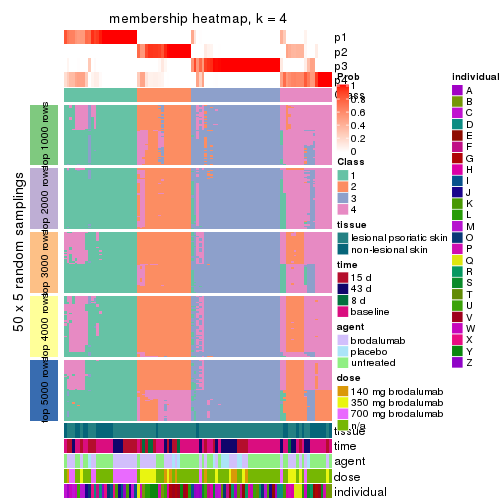 membership heatmap, k = 4
p1
p2
p3
p4
Class
50 x 5 random samplings
top 1000 rows
top 2000 rows
top 3000 rows
top 4000 rows
top 5000 rows
tissue
time
agent
dose
individual
Prob
1
0.8
0.6
0.4
0.2
0
Class
1
2
3
4
tissue
lesional psoriatic skin
non-lesional skin
time
15 d
43 d
8 d
baseline
agent
brodalumab
placebo
untreated
dose
140 mg brodalumab
350 mg brodalumab
700 mg brodalumab
n/a
individual
A
B
C
D
E
F
G
H
I
J
K
L
M
O
P
Q
R
S
T
U
V
W
X
Y
Z